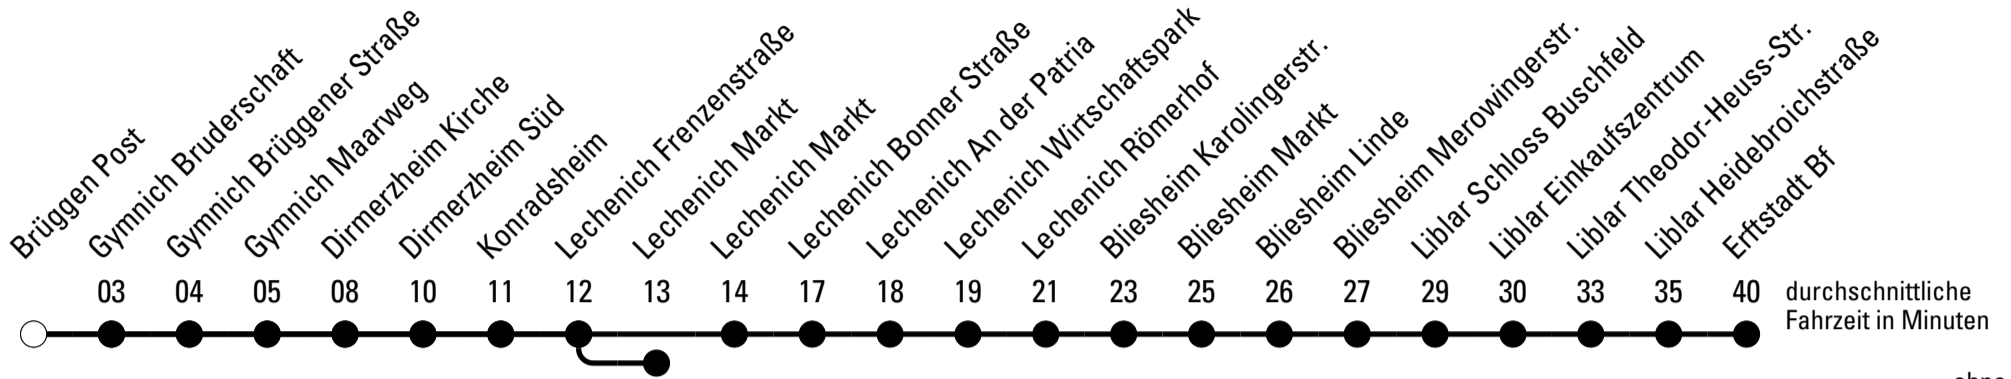 Brüggen Post
Gymnich Bruderschaft
Gymnich Brüggener Straße
Gymnich Maarweg
Dirmerzheim Kirche
Dirmerzheim Süd
Konradsheim
Lechenich Frenzenstraße
Lechenich Markt
Lechenich Markt
Lechenich Bonner Straße
Lechenich An der Patria
Lechenich Wirtschaftspark
Lechenich Römerhof
Bliesheim Karolingerstr.
Bliesheim Markt
Bliesheim Linde
Bliesheim Merowingerstr.
Liblar Schloss Buschfeld
Liblar Einkaufszentrum
Liblar Theodor-Heuss-Str.
Liblar Heidebroichstraße
Erftstadt Bf
03 04 05 08 10 11 12 13 14 17 18 19 21 23 25 26 27 29 30 33 35 40
durchschnittliche
Fahrzeit in Minuten